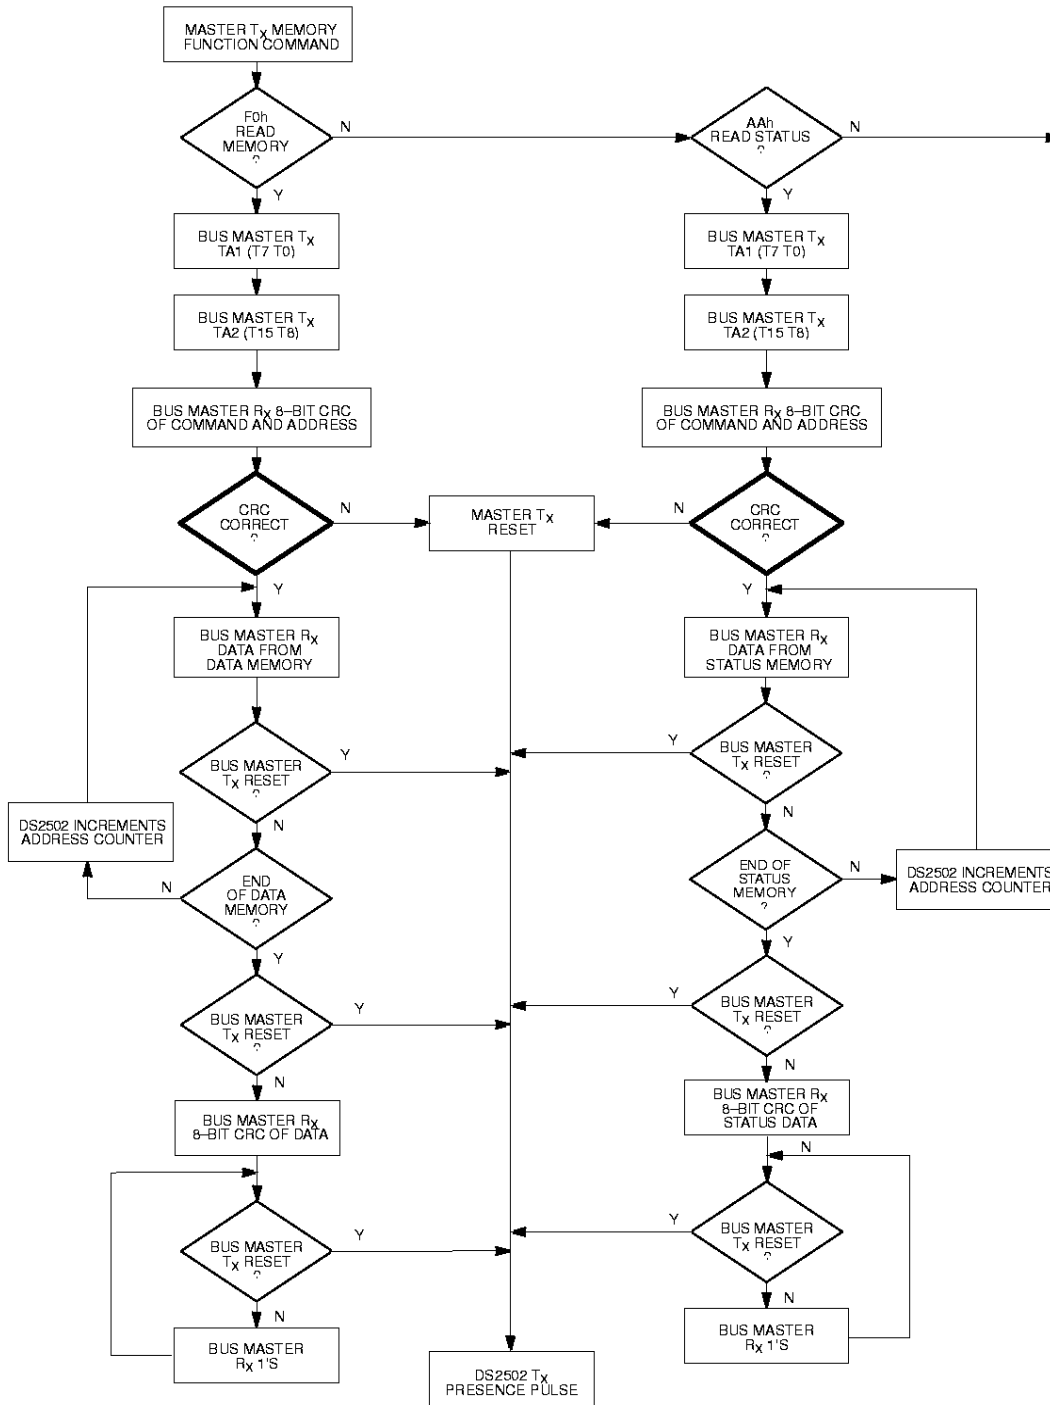 MASTER TX MEMORY
FUNCTION COMMAND
F0h
READ
MEMORY
?
N
Y
AAh
READ STATUS
?
N
Y
BUS MASTER TX
TA1 (T7 T0)
BUS MASTER TX
TA1 (T7 T0)
BUS MASTER TX
TA2 (T15 T8)
BUS MASTER TX
TA2 (T15 T8)
BUS MASTER RX 8–BIT CRC
OF COMMAND AND ADDRESS
BUS MASTER RX 8–BIT CRC
OF COMMAND AND ADDRESS
CRC
CORRECT
?
N
Y
MASTER TX
RESET
N
CRC
CORRECT
?
Y
BUS MASTER RX
DATA FROM
DATA MEMORY
BUS MASTER RX
DATA FROM
STATUS MEMORY
BUS MASTER
TX RESET
?
Y
N
Y
BUS MASTER
TX RESET
?
N
DS2502 INCREMENTS
ADDRESS COUNTER
N
END
OF DATA
MEMORY
?
Y
END OF
STATUS
MEMORY
?
N
Y
DS2502 INCREMENTS
ADDRESS COUNTER
BUS MASTER
TX RESET
?
Y
N
Y
BUS MASTER
TX RESET
?
N
BUS MASTER RX
8–BIT CRC OF DATA
BUS MASTER RX
8–BIT CRC OF
STATUS DATA
N
BUS MASTER
TX RESET
?
Y
N
Y
BUS MASTER
TX RESET
?
N
BUS MASTER
RX 1'S
BUS MASTER
RX 1'S
DS2502 TX
PRESENCE PULSE